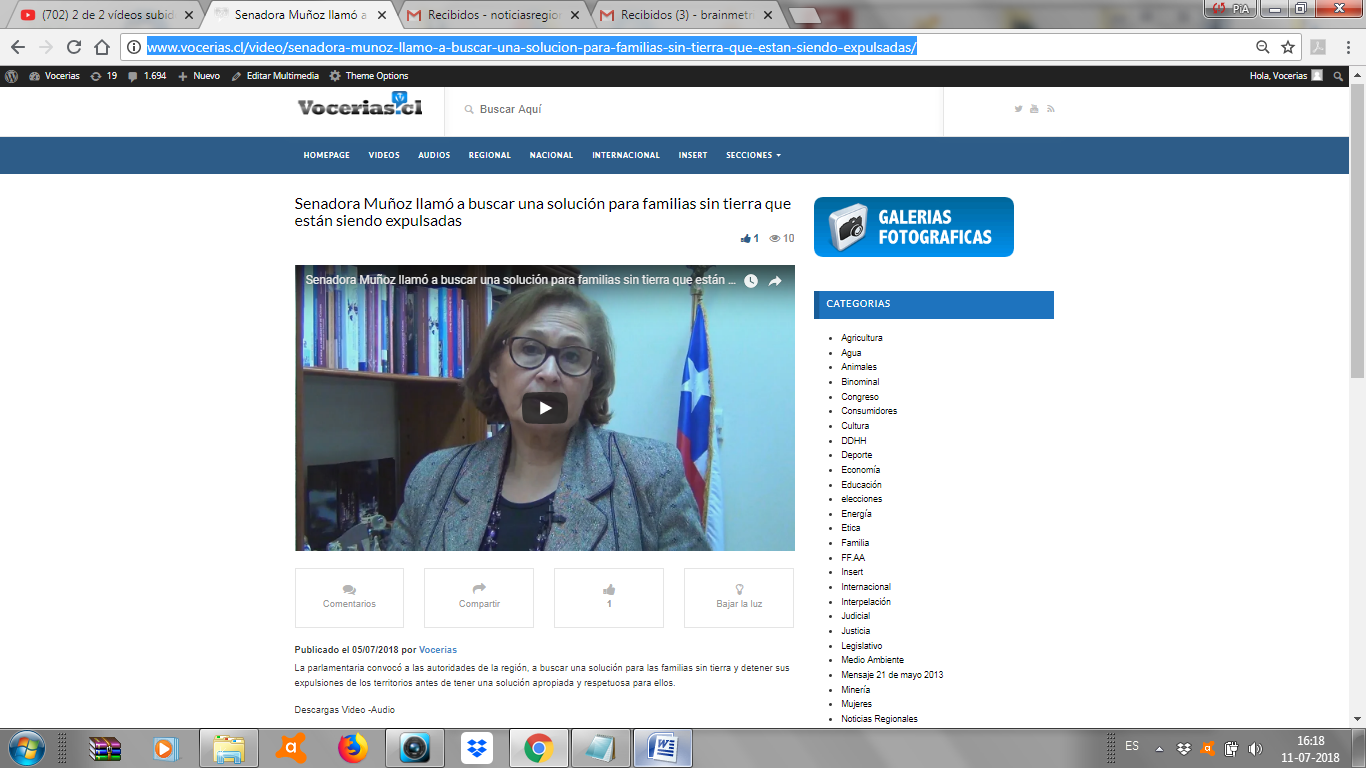 (702) 2 de 2 vídeos subid
Senadora Muñoz llamó a
Recibidos - noticiasregio
Recibidos (3) - brainmetr
PiA
www.vocerias.cl/video/senadora-munoz-llamo-a-buscar-una-solucion-para-familias-sin-tierra-que-estan-siendo-expulsadas/
Vocerias 19 1.694 Nuevo Editar Multimedia Theme Options Hola, Vocerias
Vocerias.cl
Buscar Aquí
HOMEPAGE VIDEOS AUDIOS REGIONAL NACIONAL INTERNACIONAL INSERT SECCIONES
Senadora Muñoz llamó a buscar una solución para familias sin tierra que
están siendo expulsadas
1 10
Senadora Muñoz llamó a buscar una solución para familias sin tierra que están ...
Comentarios
Compartir
1
Bajar la luz
Publicado el 05/07/2018 por Vocerias
La parlamentaria convocó a las autoridades de la región, a buscar una solución para las familias sin tierra y detener sus
expulsiones de los territorios antes de tener una solución apropiada y respetuosa para ellos.
Descargas Video -Audio
GALERIAS
FOTOGRAFICAS
CATEGORIAS
Agricultura
Agua
Animales
Binominal
Congreso
Consumidores
Cultura
DDHH
Deporte
Economía
Educación
elecciones
Energía
Etica
Familia
FF.AA
Insert
Internacional
Interpelación
Judicial
Justicia
Legislativo
Medio Ambiente
Mensaje 21 de mayo 2013
Minería
Mujeres
Noticias Regionales
ES
16:18
11-07-2018